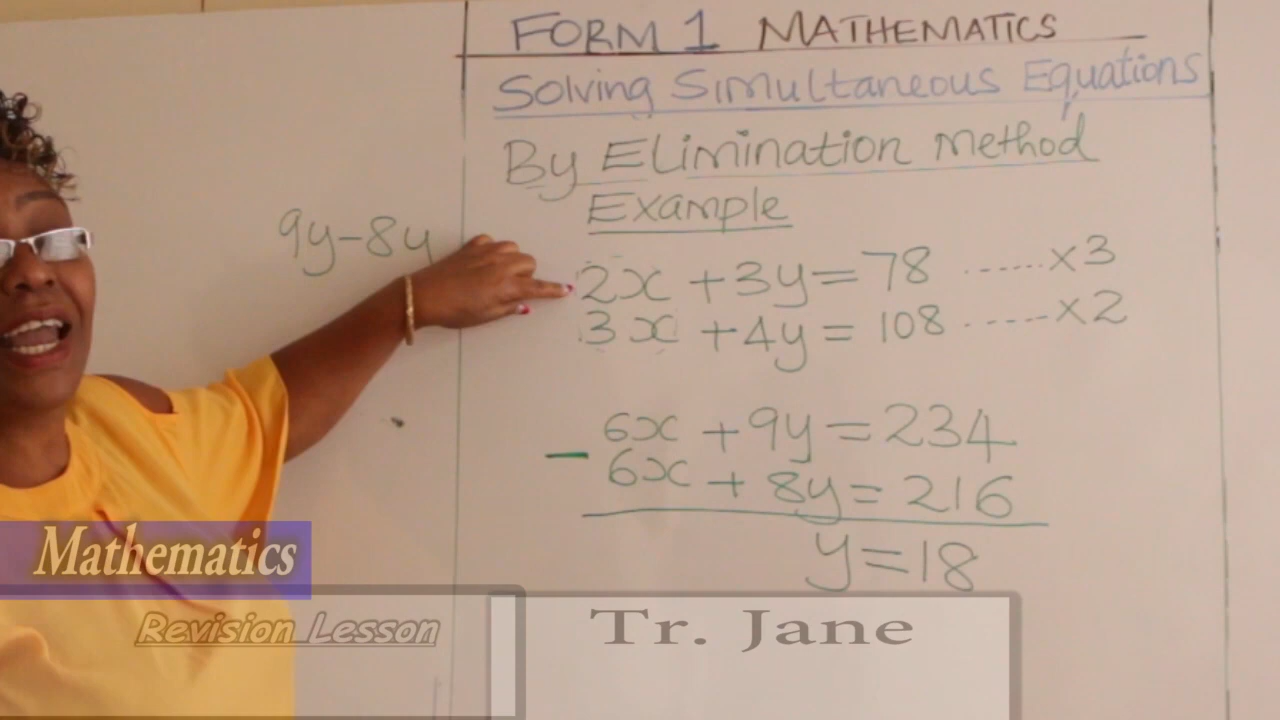 FORM 1 MATHEMATICS
Solving Simultaneous Equations
By Elimination Method
Example
9y-8y
2x +3y=78 ......x3
3x +4y= 108 ......x2
6x +9y=234
- 6x + 8y=216
y=18
Mathematics
Revision Lesson
Tr. Jane